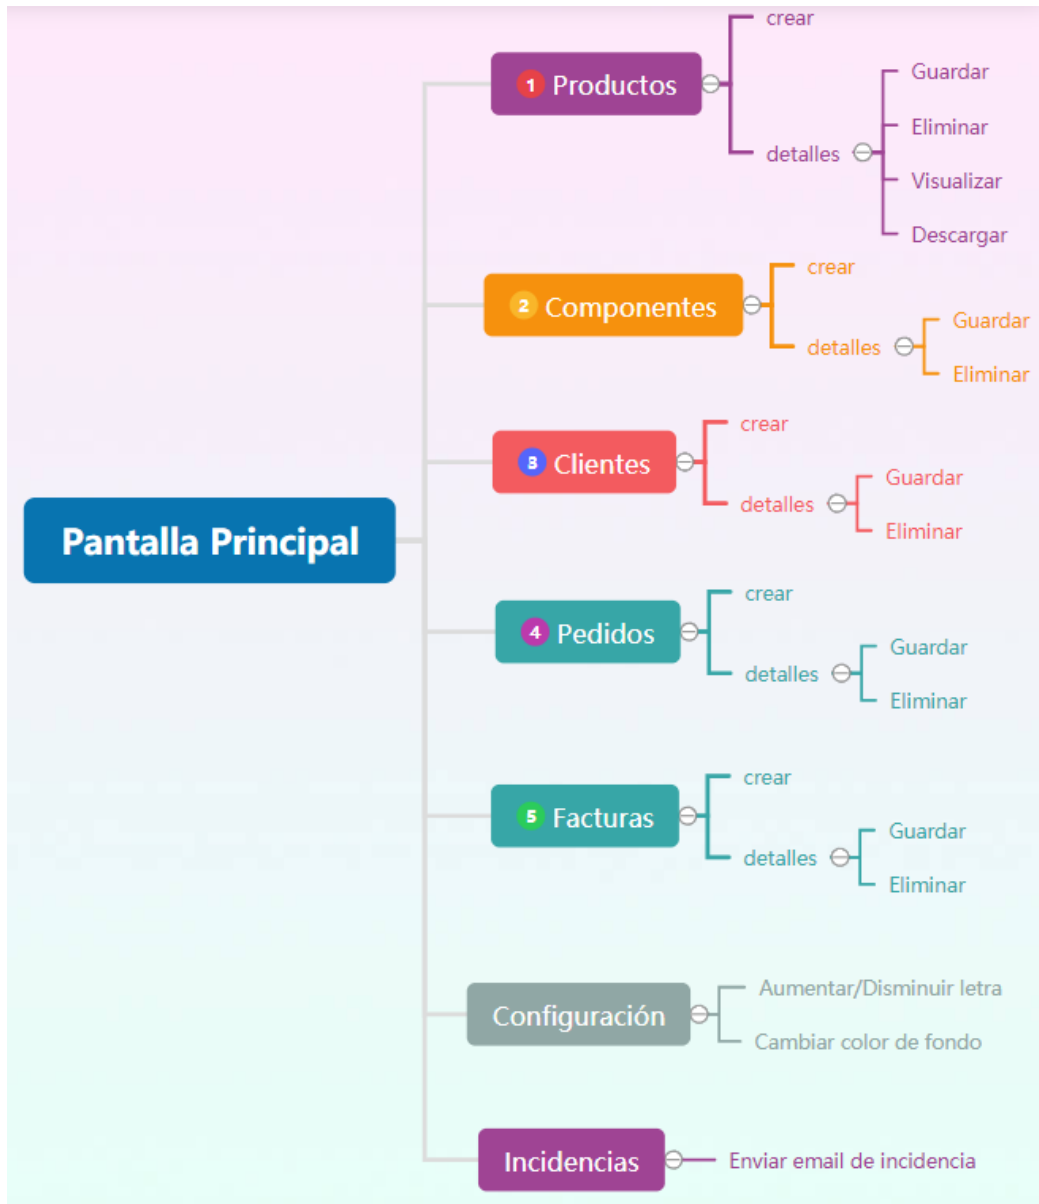 crear
1 Productos
Guardar
Eliminar
detalles
Visualizar
Descargar
crear
2 Componentes
Guardar
detalles
Eliminar
crear
3 Clientes
Guardar
detalles
Eliminar
Pantalla Principal
crear
4 Pedidos
Guardar
detalles
Eliminar
crear
5 Facturas
Guardar
detalles
Eliminar
Aumentar/Disminuir letra
Configuración
Cambiar color de fondo
Incidencias
Enviar email de incidencia